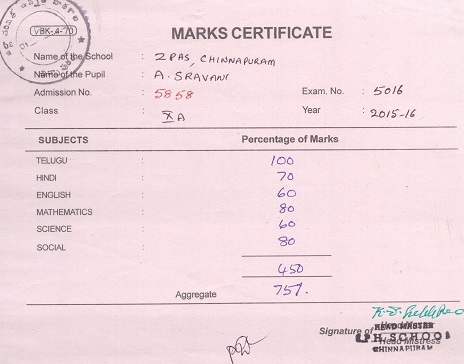 MARKS CERTIFICATE
VBK-A-70
Name of the School : ZPHS, CHINNAPURAM
Name of the Pupil : A. SRAVANI
Admission No. : 5858 Exam. No. : 5016
Class : X A Year : 2015-16
SUBJECTS Percentage of Marks
TELUGU : 100
HINDI : 70
ENGLISH : 60
MATHEMATICS : 80
SCIENCE : 60
SOCIAL : 80
450
Aggregate 75%
Signature of
HEAD MASTER
Head Mistress
Z.P.H. SCHOOL
CHINNAPURAM